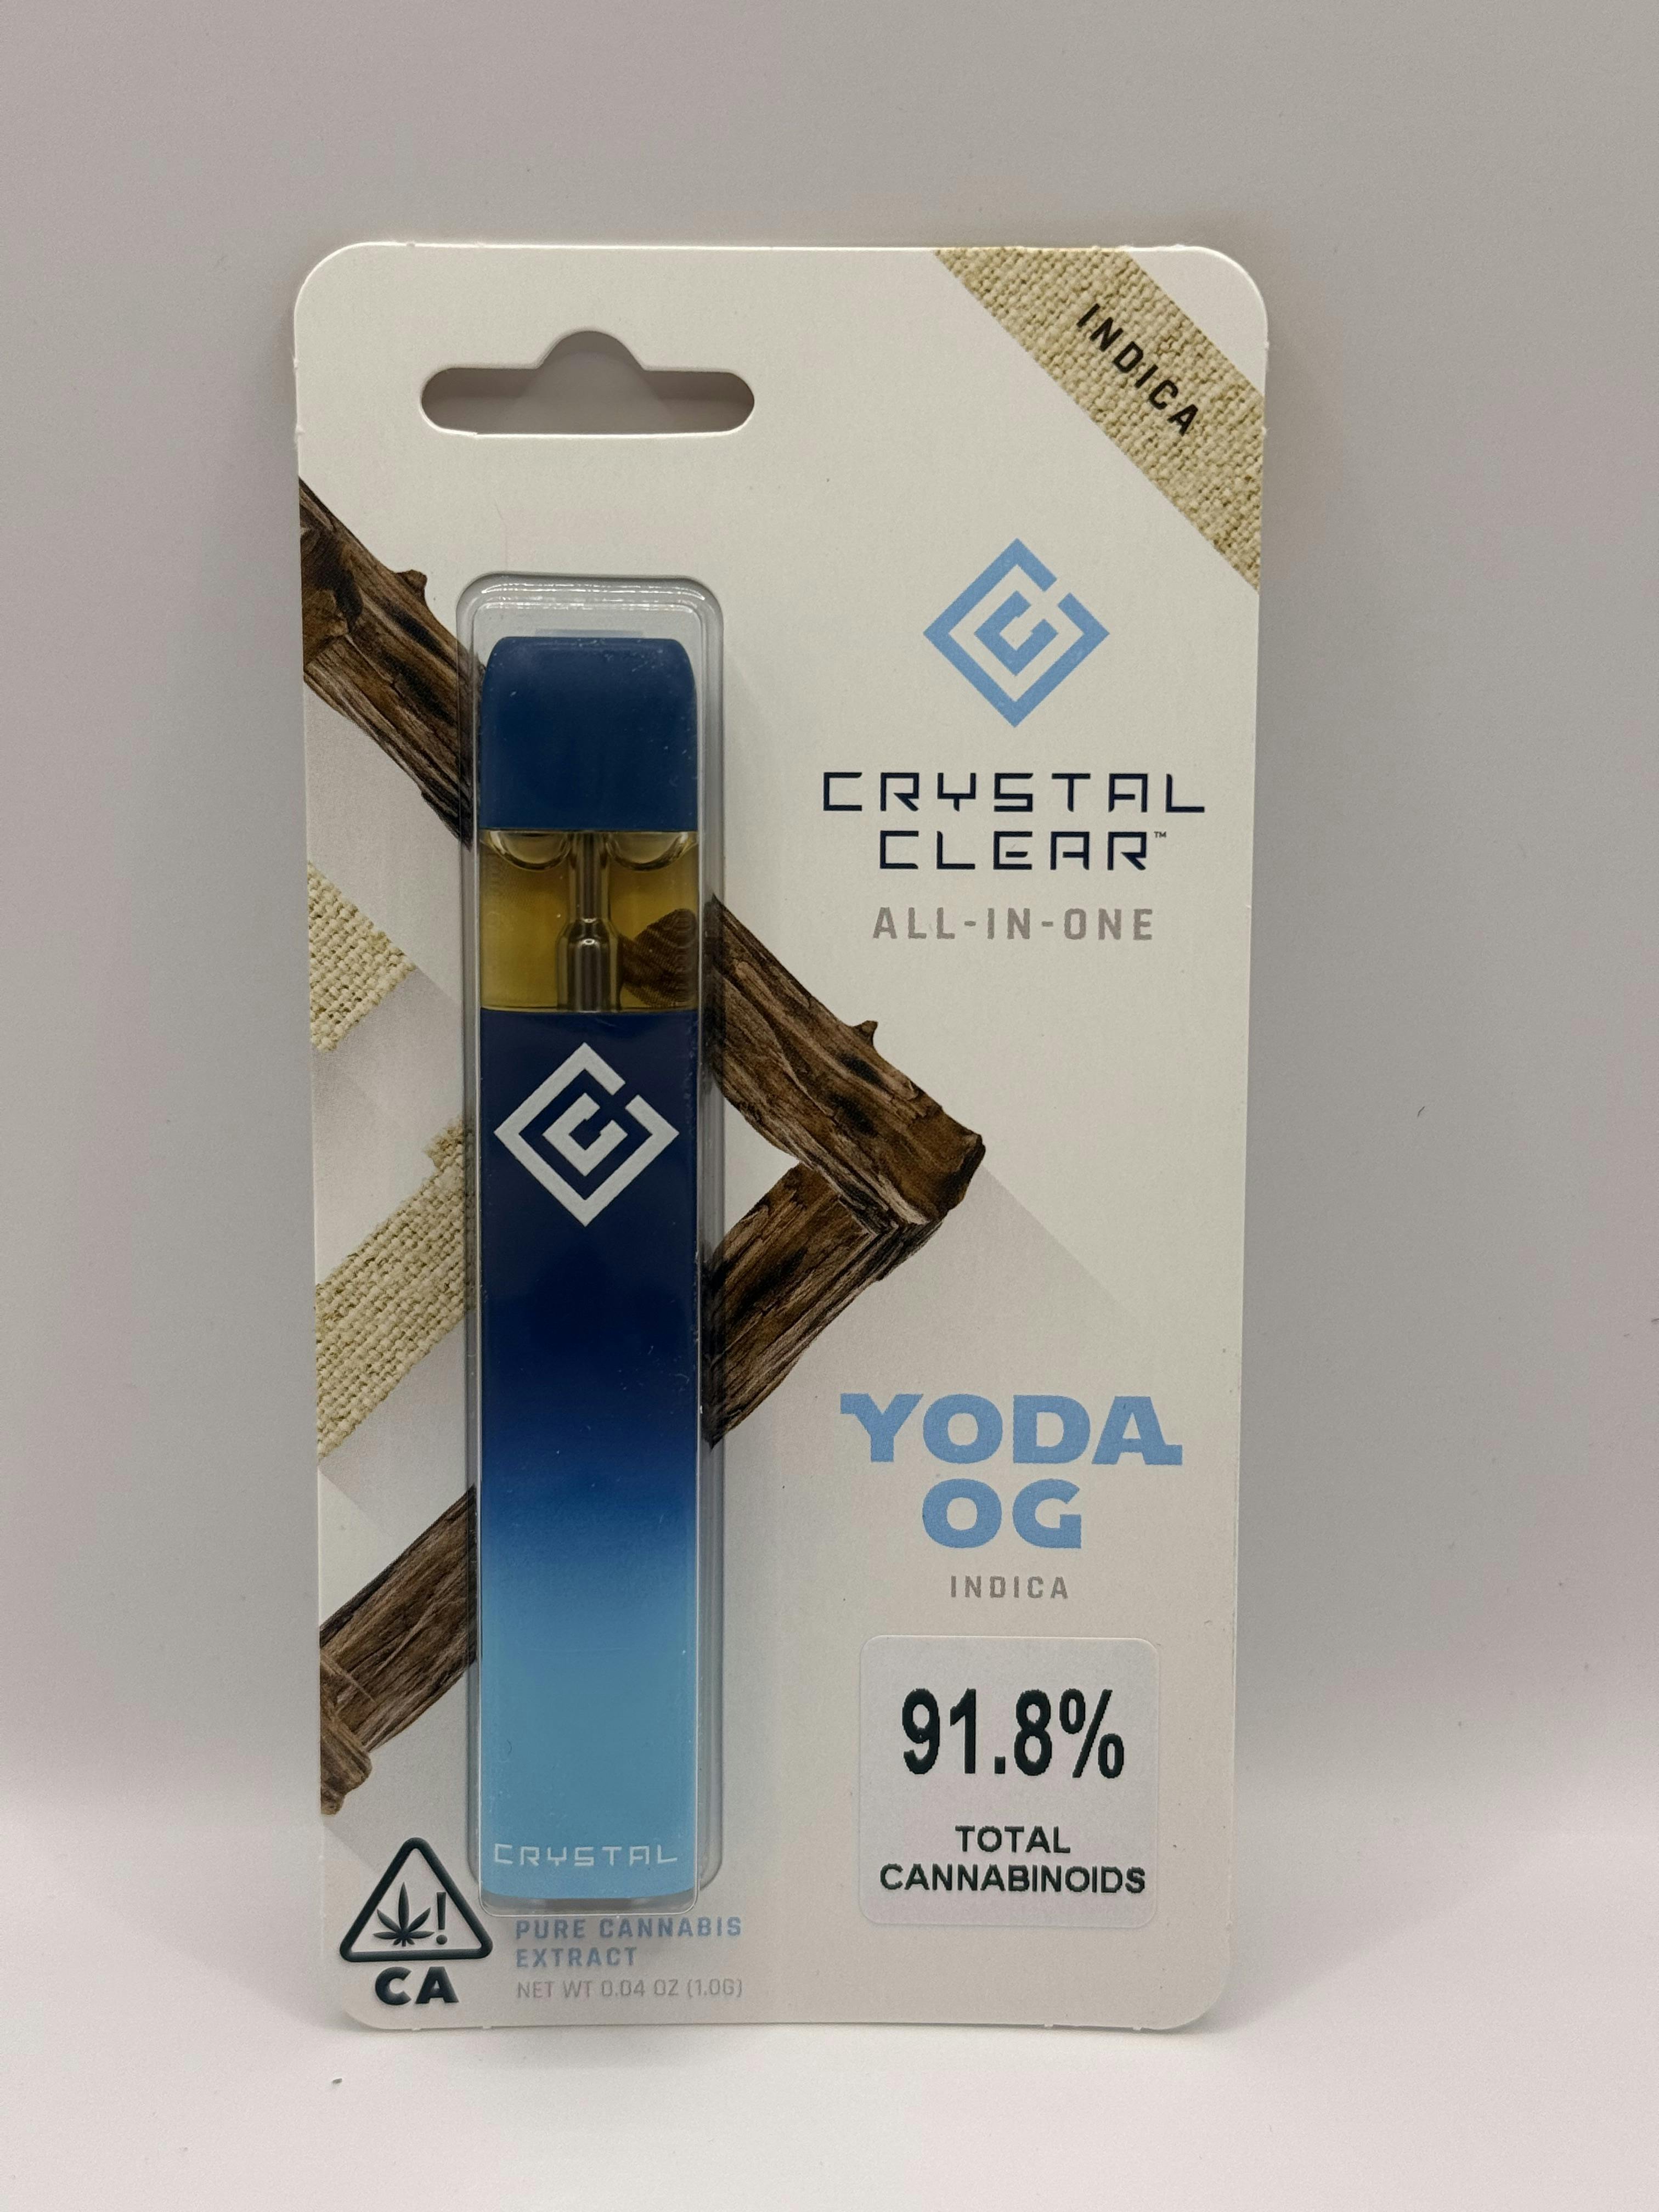 INDICA
CRYSTAL
CLEAR™
ALL-IN-ONE
YODA
OG
INDICA
91.8%
TOTAL
CANNABINOIDS
CRYSTAL
!
CA
PURE CANNABIS
EXTRACT
NET WT 0.04 OZ (1.0G)